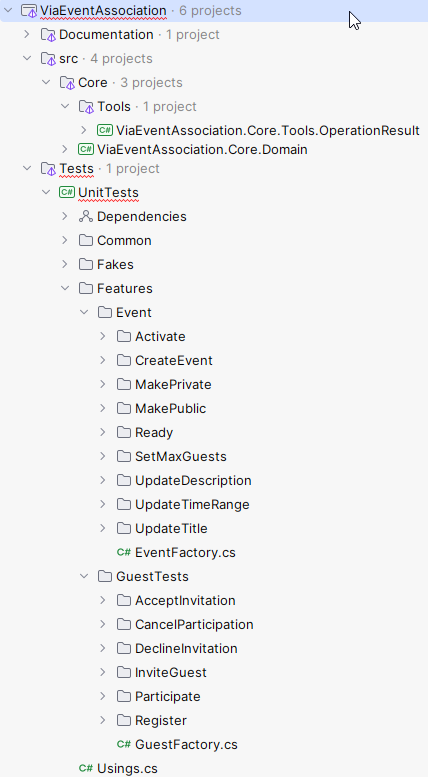 ViaEventAssociation · 6 projects
Documentation · 1 project
src · 4 projects
Core · 3 projects
Tools · 1 project
C# ViaEventAssociation.Core.Tools.OperationResult
C# ViaEventAssociation.Core.Domain
Tests · 1 project
C# UnitTests
Dependencies
Common
Fakes
Features
Event
Activate
CreateEvent
MakePrivate
MakePublic
Ready
SetMaxGuests
UpdateDescription
UpdateTimeRange
UpdateTitle
C# EventFactory.cs
GuestTests
AcceptInvitation
CancelParticipation
DeclineInvitation
InviteGuest
Participate
Register
C# GuestFactory.cs
C# Usings.cs